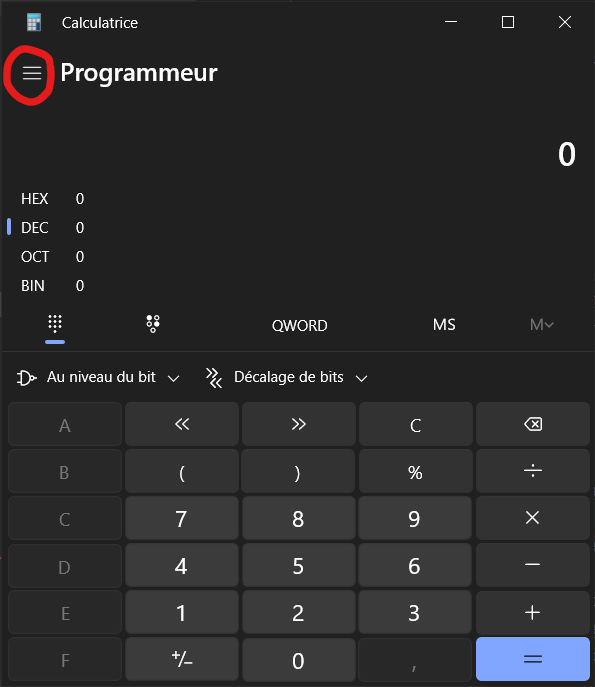 Calculatrice
Programmeur
0
HEX 0
DEC 0
OCT 0
BIN 0
QWORD MS M
Au niveau du bit Décalage de bits
A << >> C
B ( ) % ÷
C 7 8 9 ×
D 4 5 6 −
E 1 2 3 +
F +/− 0 , =